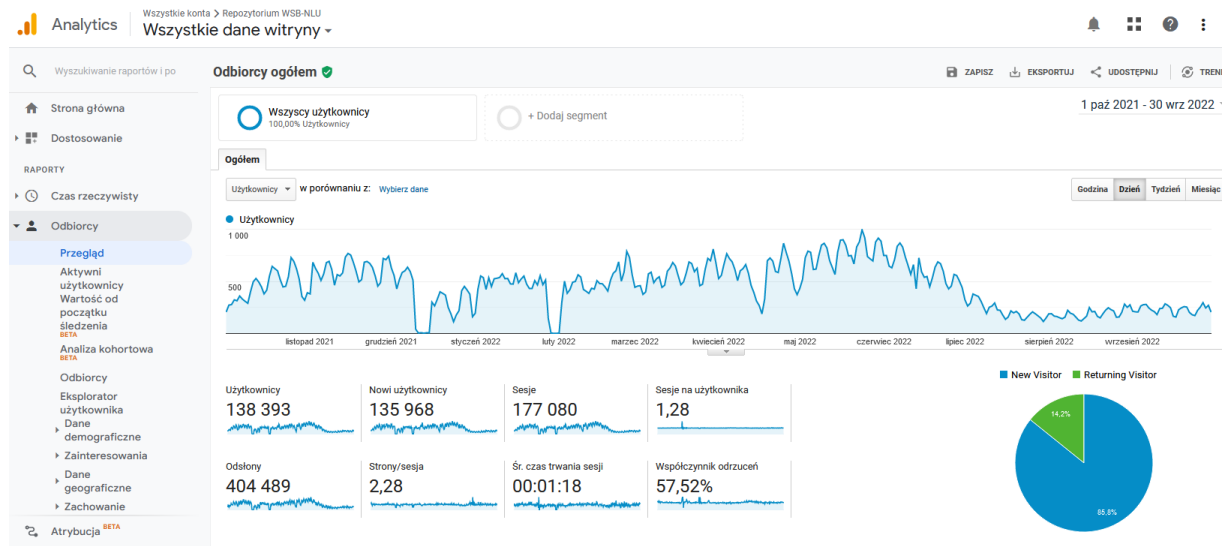 Analytics
Wszystkie konta > Repozytorium WSB-NLU
Wszystkie dane witryny
Wyszukiwanie raportów i po
Strona główna
Dostosowanie
RAPORTY
Czas rzeczywisty
Odbiorcy
Przegląd
Aktywni
użytkownicy
Wartość od
początku
śledzenia
BETA
Analiza kohortowa
BETA
Odbiorcy
Eksplorator
użytkownika
Dane
demograficzne
Zainteresowania
Dane
geograficzne
Zachowanie
Atrybucja BETA
Odbiorcy ogółem
ZAPISZ
EKSPORTUJ
UDOSTĘPNIJ
TREND
Wszyscy użytkownicy
100,00% Użytkownicy
+ Dodaj segment
1 paź 2021 - 30 wrz 2022
Ogółem
Użytkownicy w porównaniu z: Wybierz dane
Godzina Dzień Tydzień Miesiąc
Użytkownicy
1 000
500
listopad 2021 grudzień 2021 styczeń 2022 luty 2022 marzec 2022 kwiecień 2022 maj 2022 czerwiec 2022 lipiec 2022 sierpień 2022 wrzesień 2022
Użytkownicy
138 393
Nowi użytkownicy
135 968
Sesje
177 080
Sesje na użytkownika
1,28
Odsłony
404 489
Strony/sesja
2,28
Śr. czas trwania sesji
00:01:18
Współczynnik odrzuceń
57,52%
New Visitor Returning Visitor
14,2%
85,8%